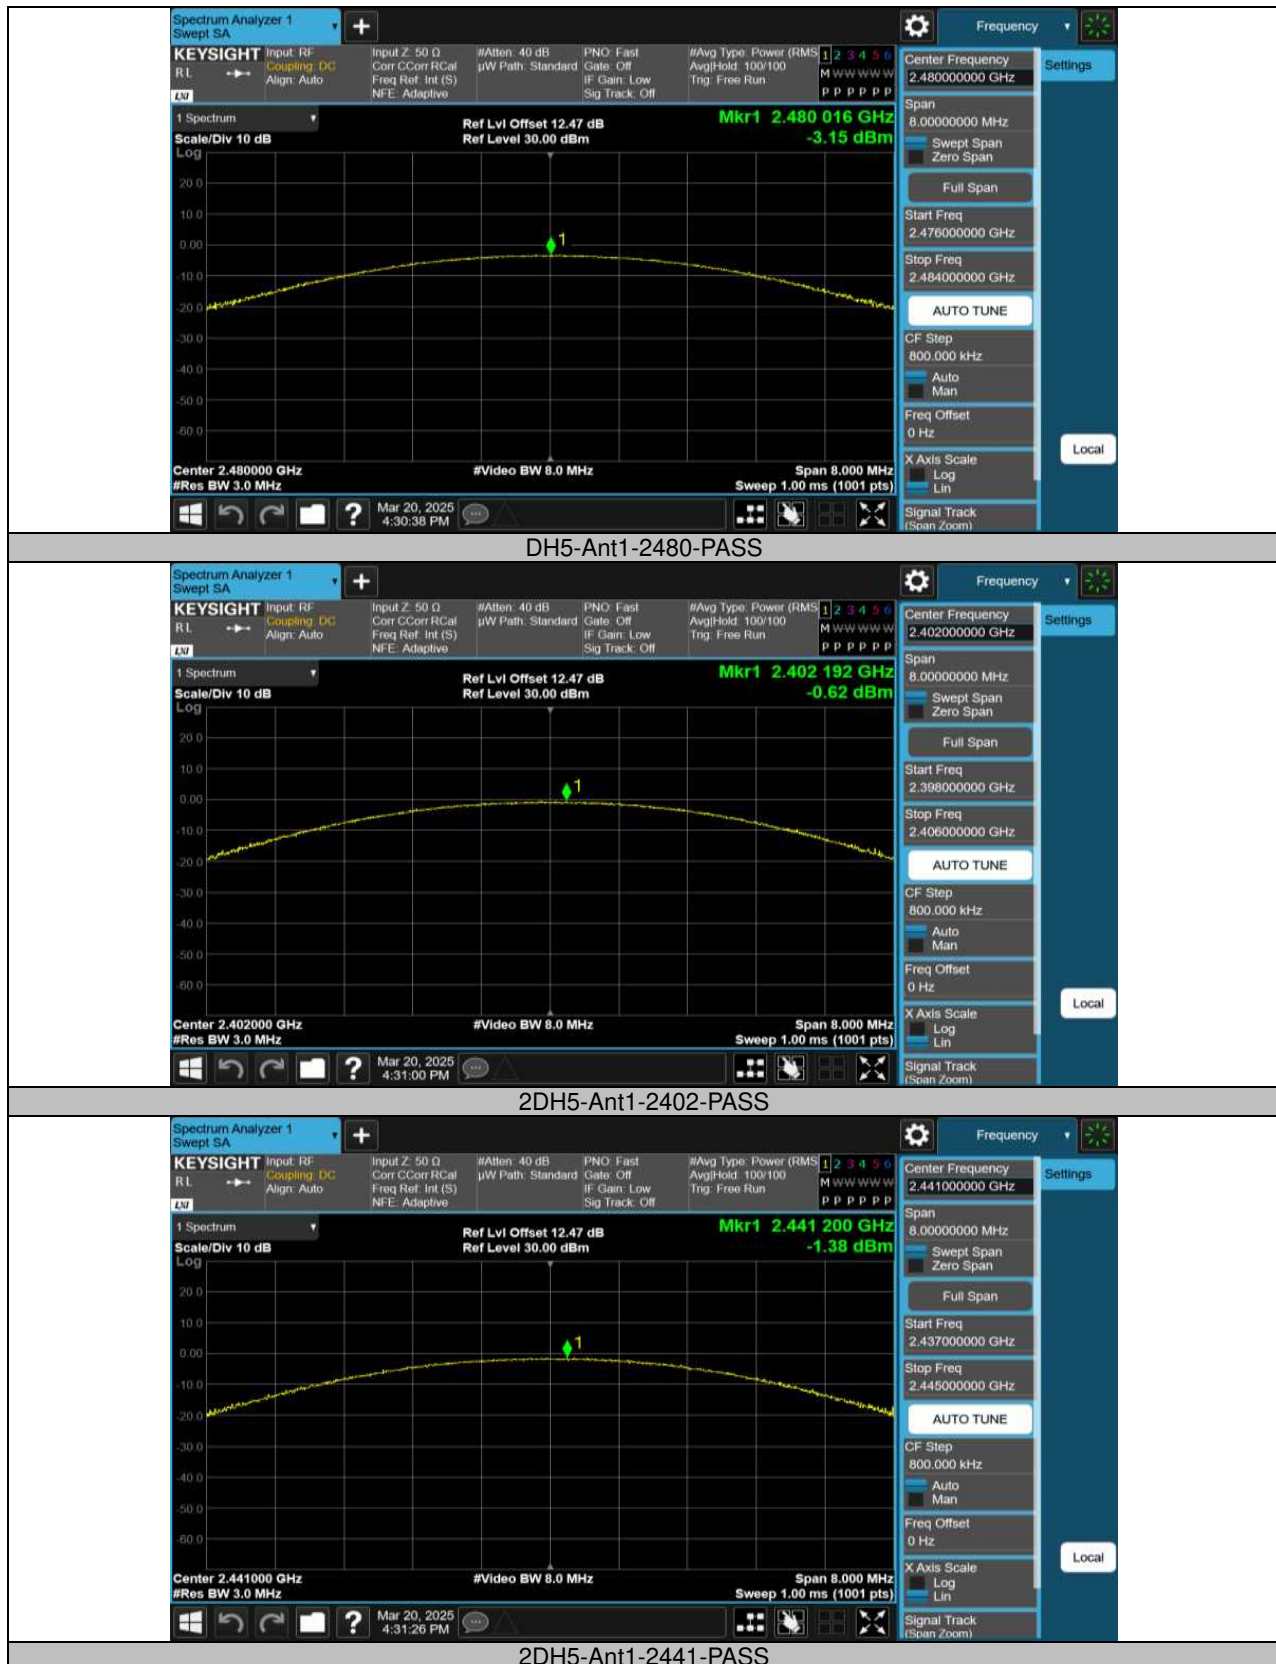 Spectrum Analyzer 1
Swept SA
Frequency
KEYSIGHT
RL
LXI
Input: RF
Coupling: DC
Align: Auto
Input Z: 50 Ω
Corr CCorr RCal
Freq Ref: Int (S)
NFE: Adaptive
#Atten: 40 dB
µW Path: Standard
PNO: Fast
Gate: Off
IF Gain: Low
Sig Track: Off
#Avg Type: Power (RMS
Avg|Hold: 100/100
Trig: Free Run
1 2 3 4 5 6
M W W W W W
P P P P P P
Center Frequency
2.480000000 GHz
Settings
Span
8.00000000 MHz
Swept Span
Zero Span
Full Span
Start Freq
2.476000000 GHz
Stop Freq
2.484000000 GHz
AUTO TUNE
CF Step
800.000 kHz
Auto
Man
Freq Offset
0 Hz
X Axis Scale
Log
Lin
Local
Signal Track
(Span Zoom)
1 Spectrum
Scale/Div 10 dB
Log
Ref Lvl Offset 12.47 dB
Ref Level 30.00 dBm
Mkr1 2.480 016 GHz
-3.15 dBm
1
20.0
10.0
0.00
-10.0
-20.0
-30.0
-40.0
-50.0
-60.0
Center 2.480000 GHz
#Res BW 3.0 MHz
#Video BW 8.0 MHz
Span 8.000 MHz
Sweep 1.00 ms (1001 pts)
?
Mar 20, 2025
4:30:38 PM
DH5-Ant1-2480-PASS
Spectrum Analyzer 1
Swept SA
Frequency
KEYSIGHT
RL
LXI
Input: RF
Coupling: DC
Align: Auto
Input Z: 50 Ω
Corr CCorr RCal
Freq Ref: Int (S)
NFE: Adaptive
#Atten: 40 dB
µW Path: Standard
PNO: Fast
Gate: Off
IF Gain: Low
Sig Track: Off
#Avg Type: Power (RMS
Avg|Hold: 100/100
Trig: Free Run
1 2 3 4 5 6
M W W W W W
P P P P P P
Center Frequency
2.402000000 GHz
Settings
Span
8.00000000 MHz
Swept Span
Zero Span
Full Span
Start Freq
2.398000000 GHz
Stop Freq
2.406000000 GHz
AUTO TUNE
CF Step
800.000 kHz
Auto
Man
Freq Offset
0 Hz
X Axis Scale
Log
Lin
Local
Signal Track
(Span Zoom)
1 Spectrum
Scale/Div 10 dB
Log
Ref Lvl Offset 12.47 dB
Ref Level 30.00 dBm
Mkr1 2.402 192 GHz
-0.62 dBm
1
20.0
10.0
0.00
-10.0
-20.0
-30.0
-40.0
-50.0
-60.0
Center 2.402000 GHz
#Res BW 3.0 MHz
#Video BW 8.0 MHz
Span 8.000 MHz
Sweep 1.00 ms (1001 pts)
?
Mar 20, 2025
4:31:00 PM
2DH5-Ant1-2402-PASS
Spectrum Analyzer 1
Swept SA
Frequency
KEYSIGHT
RL
LXI
Input: RF
Coupling: DC
Align: Auto
Input Z: 50 Ω
Corr CCorr RCal
Freq Ref: Int (S)
NFE: Adaptive
#Atten: 40 dB
µW Path: Standard
PNO: Fast
Gate: Off
IF Gain: Low
Sig Track: Off
#Avg Type: Power (RMS
Avg|Hold: 100/100
Trig: Free Run
1 2 3 4 5 6
M W W W W W
P P P P P P
Center Frequency
2.441000000 GHz
Settings
Span
8.00000000 MHz
Swept Span
Zero Span
Full Span
Start Freq
2.437000000 GHz
Stop Freq
2.445000000 GHz
AUTO TUNE
CF Step
800.000 kHz
Auto
Man
Freq Offset
0 Hz
X Axis Scale
Log
Lin
Local
Signal Track
(Span Zoom)
1 Spectrum
Scale/Div 10 dB
Log
Ref Lvl Offset 12.47 dB
Ref Level 30.00 dBm
Mkr1 2.441 200 GHz
-1.38 dBm
1
20.0
10.0
0.00
-10.0
-20.0
-30.0
-40.0
-50.0
-60.0
Center 2.441000 GHz
#Res BW 3.0 MHz
#Video BW 8.0 MHz
Span 8.000 MHz
Sweep 1.00 ms (1001 pts)
?
Mar 20, 2025
4:31:26 PM
2DH5-Ant1-2441-PASS